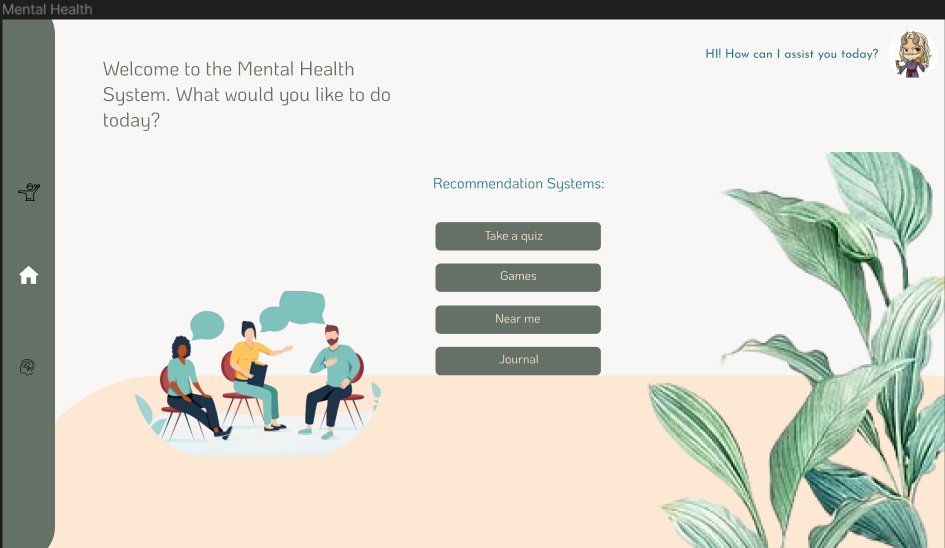 Mental Health
HI! How can I assist you today?
Welcome to the Mental Health
System. What would you like to do
today?
Recommendation Systems:
Take a quiz
Games
Near me
Journal